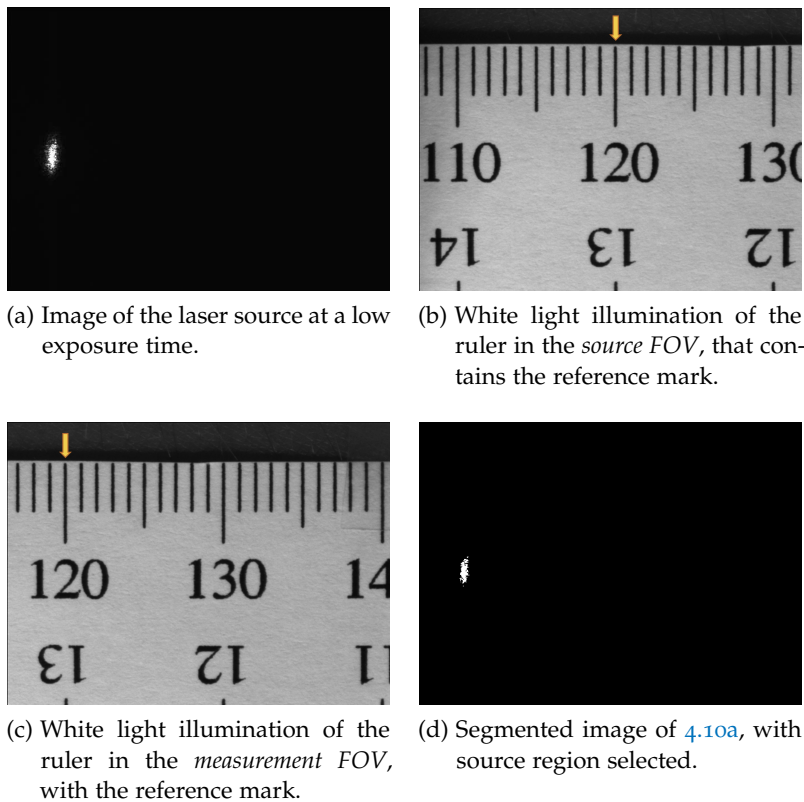 110 120 130
14 13 12
(a) Image of the laser source at a low
exposure time.
(b) White light illumination of the
ruler in the source FOV, that con-
tains the reference mark.
120 130 14
13 12 11
(c) White light illumination of the
ruler in the measurement FOV,
with the reference mark.
(d) Segmented image of 4.10a, with
source region selected.